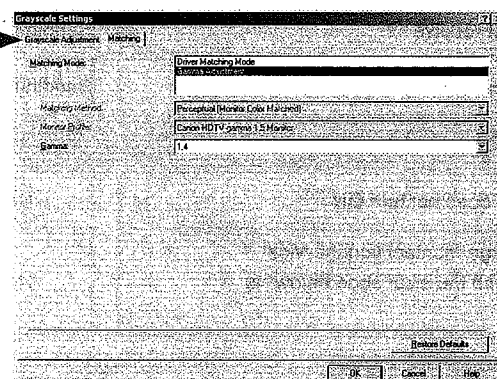 Grayscale Settings
Grayscale Adjustment Matching
Matching Mode: Driver Matching Mode
Gamma Adjustment
Matching Method: Perceptual [Monitor Color Matched]
Monitor Profile: Canon HDTV gamma 1.5 Monitor
Gamma: 1.4
Restore Defaults
OK Cancel Help